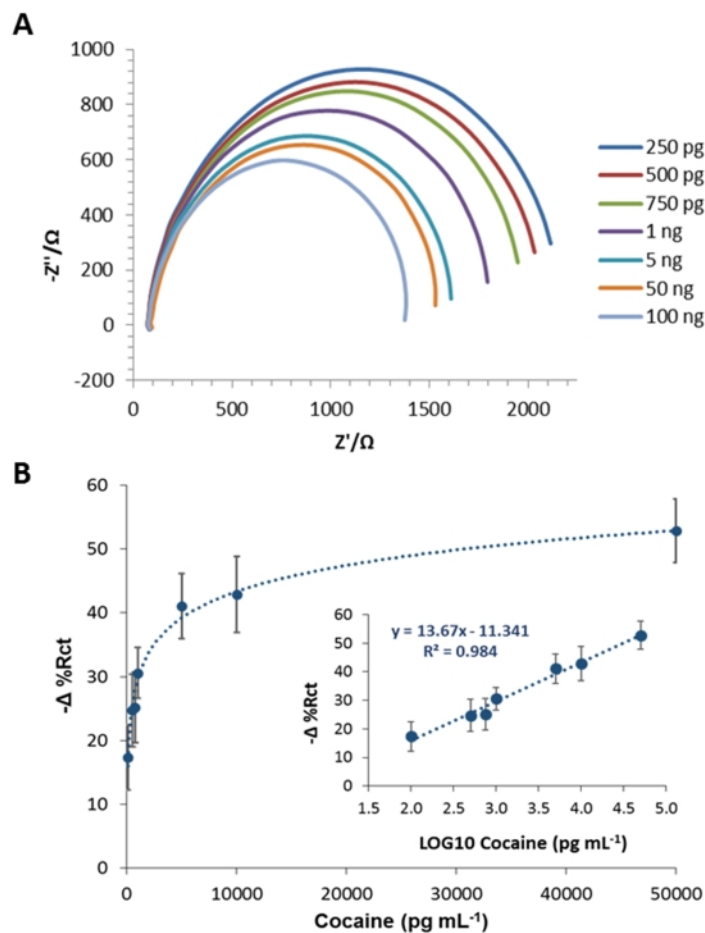 A
1000
800
600
400
200
0
-200
-Z''/Ω
0 500 1000 1500 2000
Z'/Ω
250 pg
500 pg
750 pg
1 ng
5 ng
50 ng
100 ng
B
60
50
40
30
20
10
0
-Δ %Rct
0 10000 20000 30000 40000 50000
Cocaine (pg mL⁻¹)
60
50
40
30
20
10
0
-Δ %Rct
y = 13.67x - 11.341
R² = 0.984
1.5 2.0 2.5 3.0 3.5 4.0 4.5 5.0
LOG10 Cocaine (pg mL⁻¹)